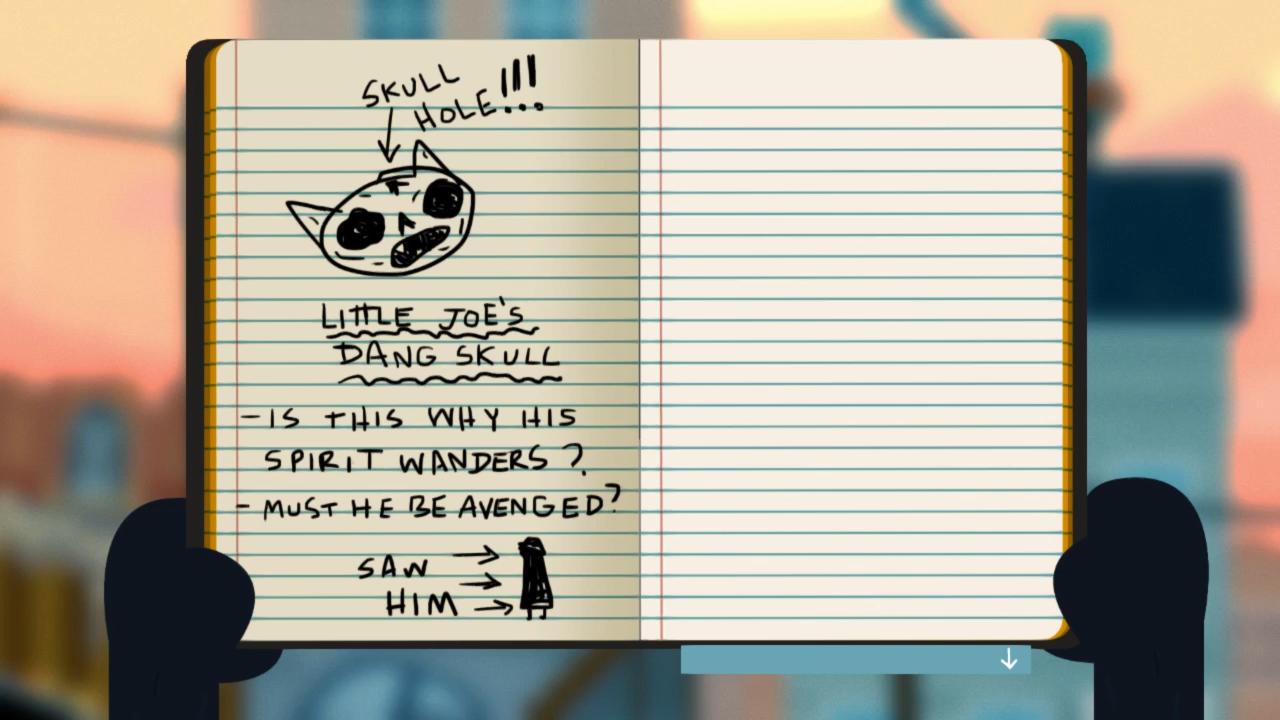 SKULL
HOLE!!!
LITTLE JOE'S
DANG SKULL
- IS THIS WHY HIS
SPIRIT WANDERS?
- MUST HE BE AVENGED?
SAW
HIM